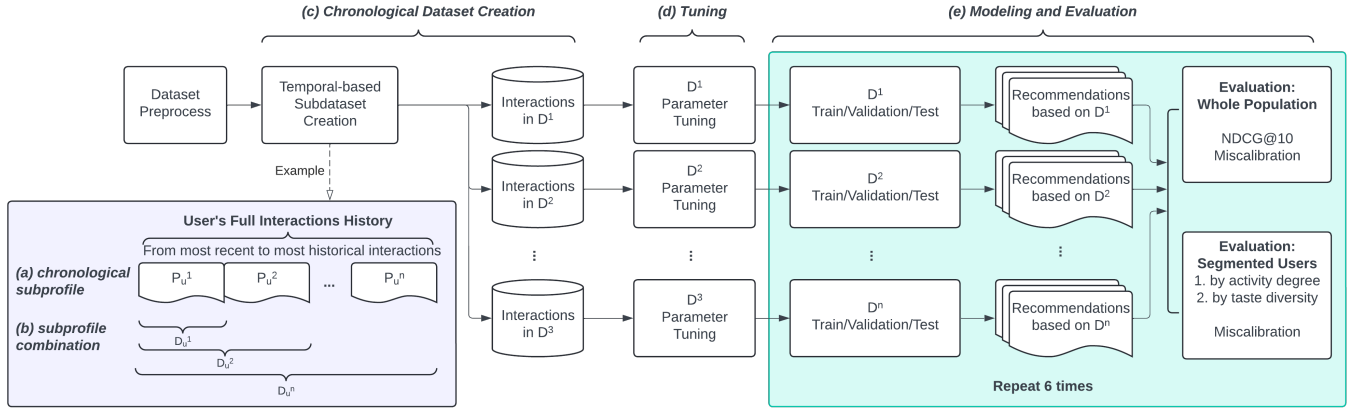 (c) Chronological Dataset Creation
(d) Tuning
(e) Modeling and Evaluation
Dataset
Preprocess
Temporal-based
Subdataset
Creation
Interactions
in D¹
D¹
Parameter
Tuning
D¹
Train/Validation/Test
Recommendations
based on D¹
Evaluation:
Whole Population
NDCG@10
Miscalibration
Example
Interactions
in D²
D²
Parameter
Tuning
D²
Train/Validation/Test
Recommendations
based on D²
User's Full Interactions History
From most recent to most historical interactions
(a) chronological
subprofile
Pᵤ¹
Pᵤ²
...
Pᵤⁿ
(b) subprofile
combination
Dᵤ¹
Dᵤ²
Dᵤⁿ
...
...
...
Interactions
in D³
D³
Parameter
Tuning
Dⁿ
Train/Validation/Test
Recommendations
based on Dⁿ
Evaluation:
Segmented Users
1. by activity degree
2. by taste diversity
Miscalibration
Repeat 6 times